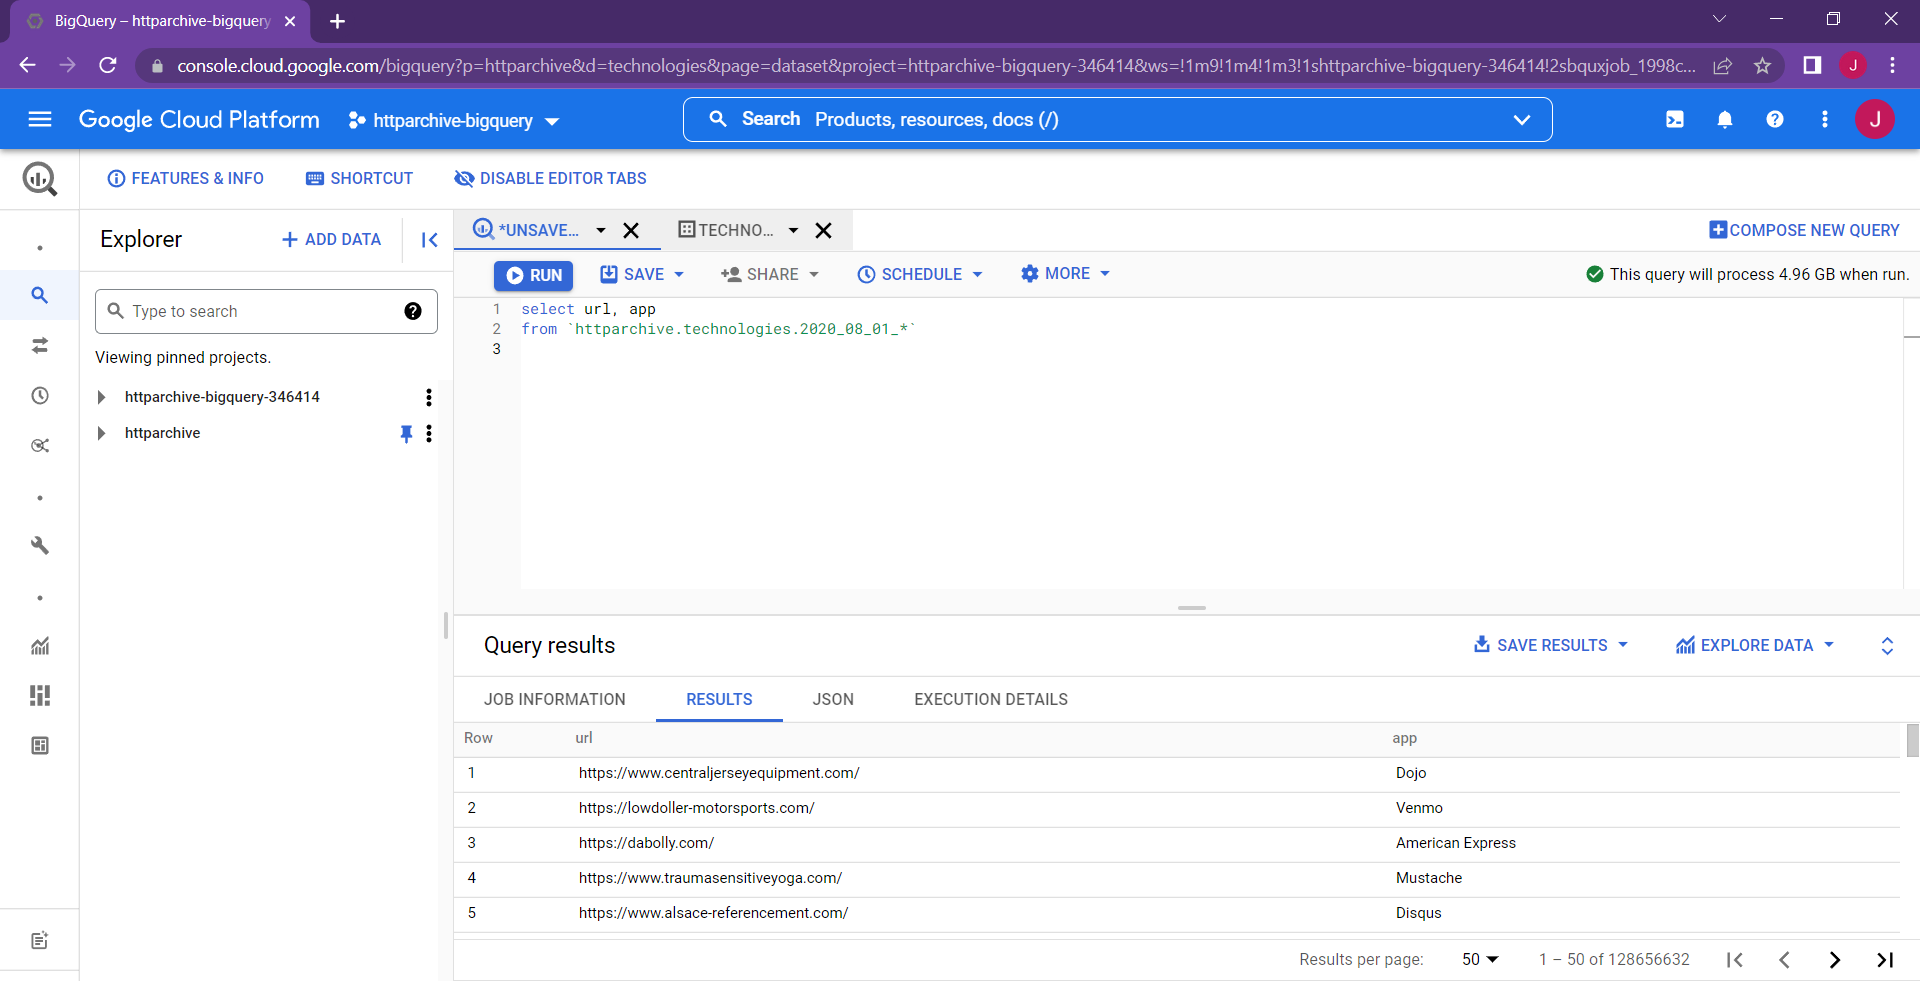 BigQuery – httparchive-bigquery
console.cloud.google.com/bigquery?p=httparchive&d=technologies&page=dataset&project=httparchive-bigquery-346414&ws=!1m9!1m4!1m3!1shttparchive-bigquery-346414!2sbquxjob_1998c...
J
Google Cloud Platform
httparchive-bigquery
Search Products, resources, docs (/)
J
FEATURES & INFO
SHORTCUT
DISABLE EDITOR TABS
Explorer
+ ADD DATA
*UNSAVE...
TECHNO...
COMPOSE NEW QUERY
RUN
SAVE
SHARE
SCHEDULE
MORE
This query will process 4.96 GB when run.
Type to search
Viewing pinned projects.
httparchive-bigquery-346414
httparchive
1 select url, app
2 from `httparchive.technologies.2020_08_01_*`
3
Query results
SAVE RESULTS
EXPLORE DATA
JOB INFORMATION
RESULTS
JSON
EXECUTION DETAILS
Row url app
1 https://www.centraljerseyequipment.com/ Dojo
2 https://lowdoller-motorsports.com/ Venmo
3 https://dabolly.com/ American Express
4 https://www.traumasensitiveyoga.com/ Mustache
5 https://www.alsace-referencement.com/ Disqus
Results per page: 50 1 – 50 of 128656632